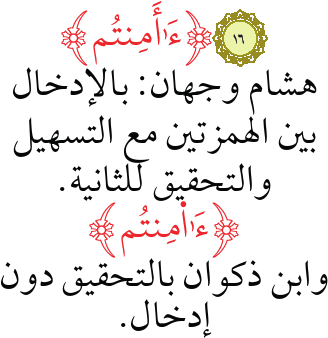 ١٦ ﴿ءَا۬مِنتُم﴾
هشام وجهان: بالإدخال
بين الهمزتين مع التسهيل
والتحقيق للثانية.
﴿ءَا۬مِنتُم﴾
وابن ذكوان بالتحقيق دون
إدخال.